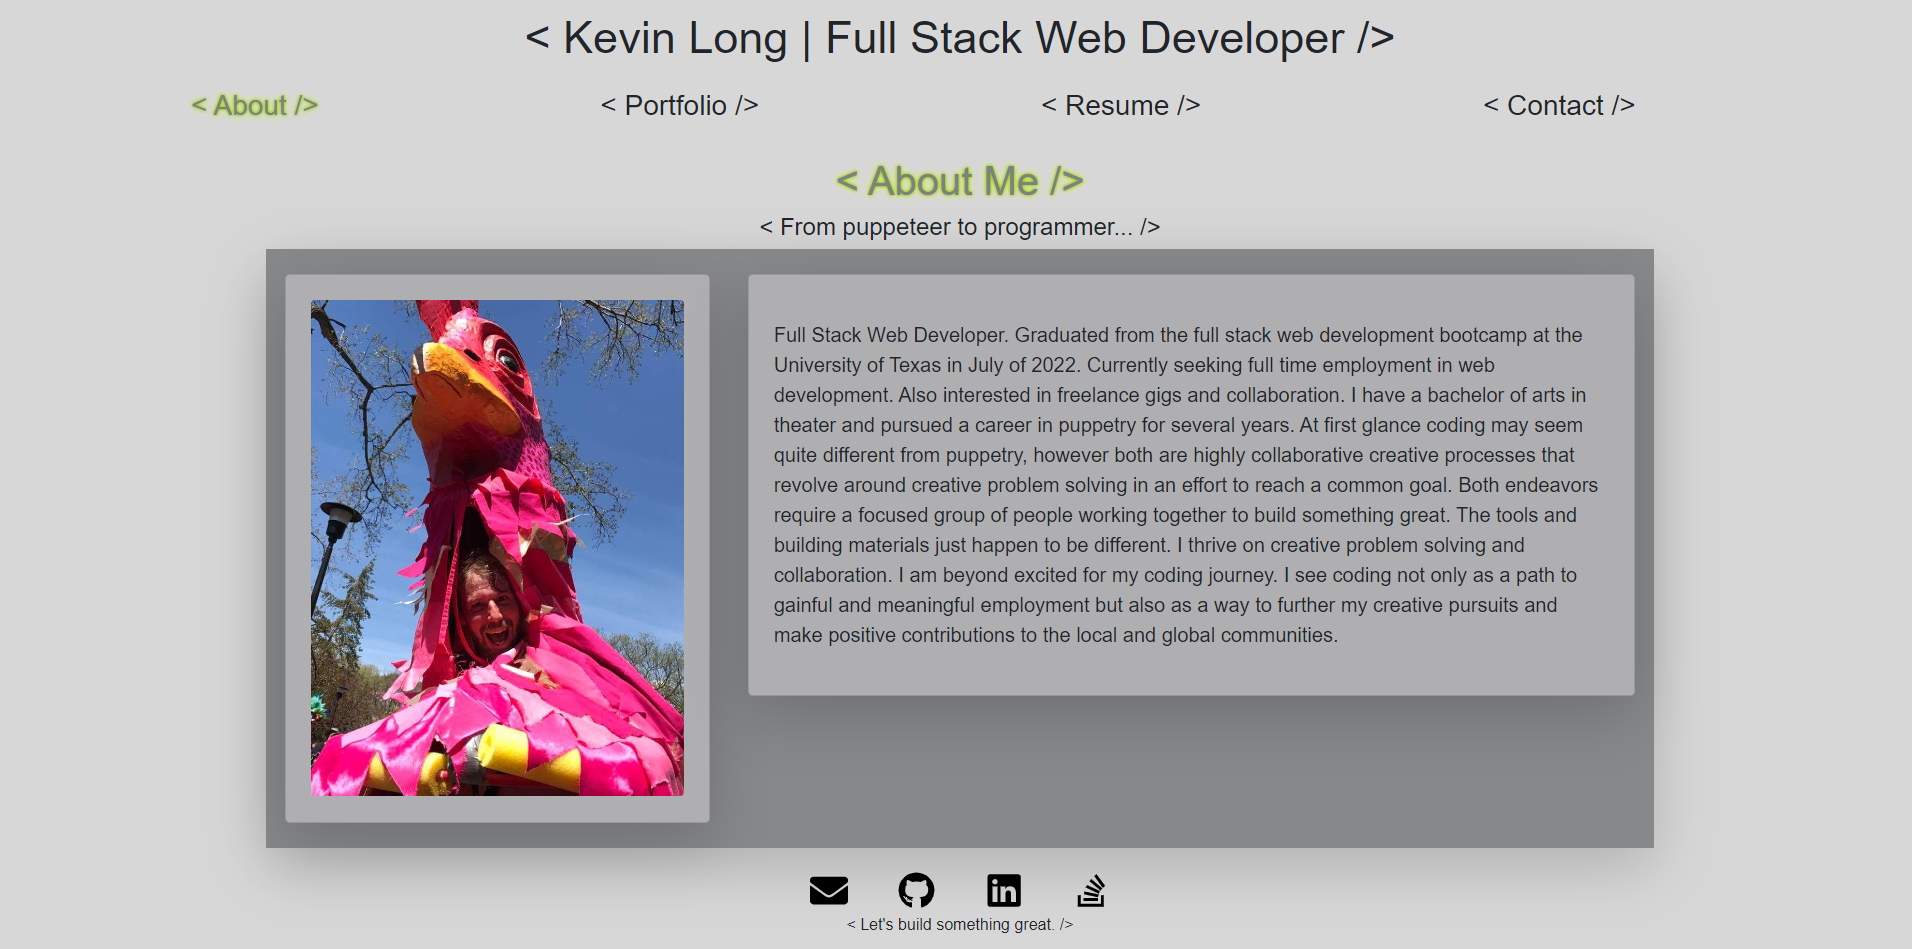 < Kevin Long | Full Stack Web Developer />
< About /> < Portfolio /> < Resume /> < Contact />
< About Me />
< From puppeteer to programmer... />
Full Stack Web Developer. Graduated from the full stack web development bootcamp at the
University of Texas in July of 2022. Currently seeking full time employment in web
development. Also interested in freelance gigs and collaboration. I have a bachelor of arts in
theater and pursued a career in puppetry for several years. At first glance coding may seem
quite different from puppetry, however both are highly collaborative creative processes that
revolve around creative problem solving in an effort to reach a common goal. Both endeavors
require a focused group of people working together to build something great. The tools and
building materials just happen to be different. I thrive on creative problem solving and
collaboration. I am beyond excited for my coding journey. I see coding not only as a path to
gainful and meaningful employment but also as a way to further my creative pursuits and
make positive contributions to the local and global communities.
in
< Let's build something great. />